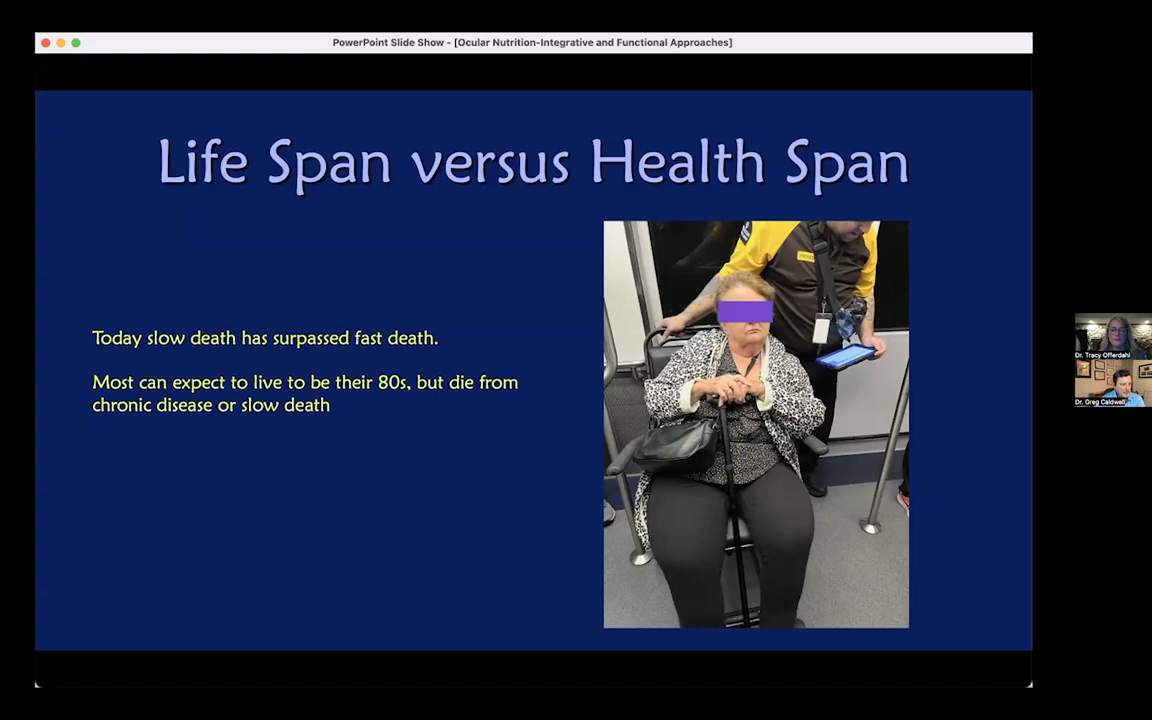 PowerPoint Slide Show - [Ocular Nutrition-Integrative and Functional Approaches]
Life Span versus Health Span
Today slow death has surpassed fast death.
Most can expect to live to be their 80s, but die from
chronic disease or slow death
Dr. Tracy Offerdahl
Dr. Greg Caldwell